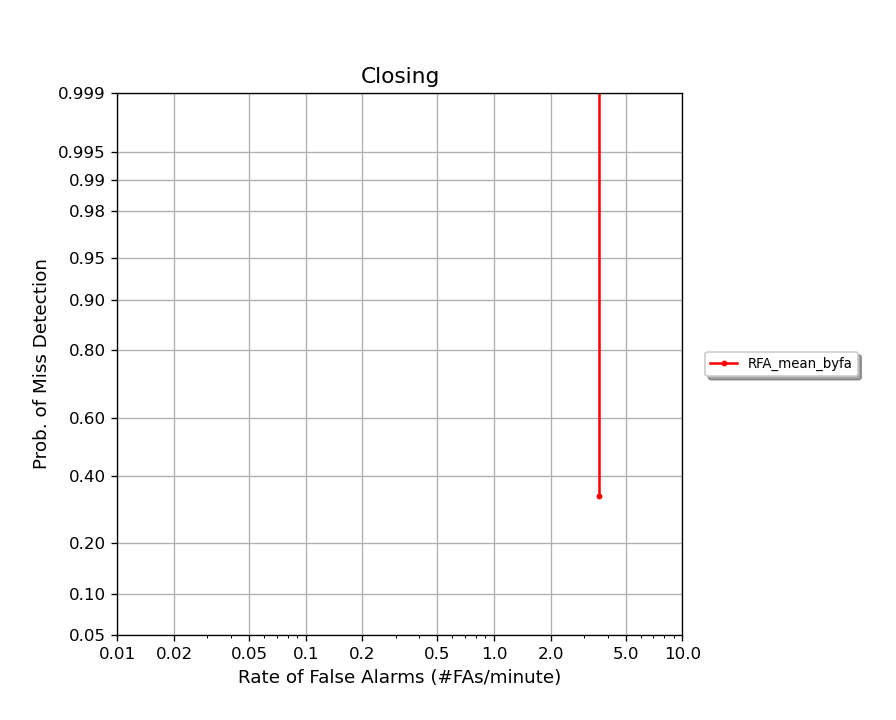 Closing
0.999
0.995
0.99
0.98
0.95
0.90
0.80
0.60
0.40
0.20
0.10
0.05
Prob. of Miss Detection
0.01 0.02 0.05 0.1 0.2 0.5 1.0 2.0 5.0 10.0
Rate of False Alarms (#FAs/minute)
RFA_mean_byfa